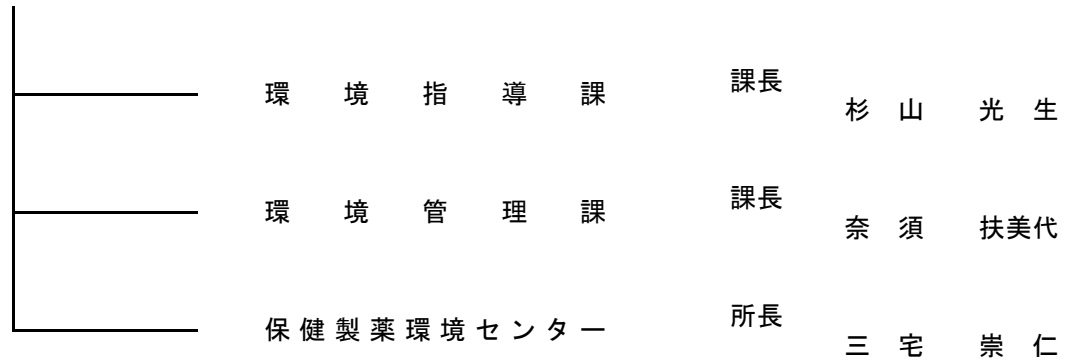 環境指導課 課長 杉山 光生
環境管理課 課長 奈須 扶美代
保健製薬環境センター 所長 三宅 崇仁